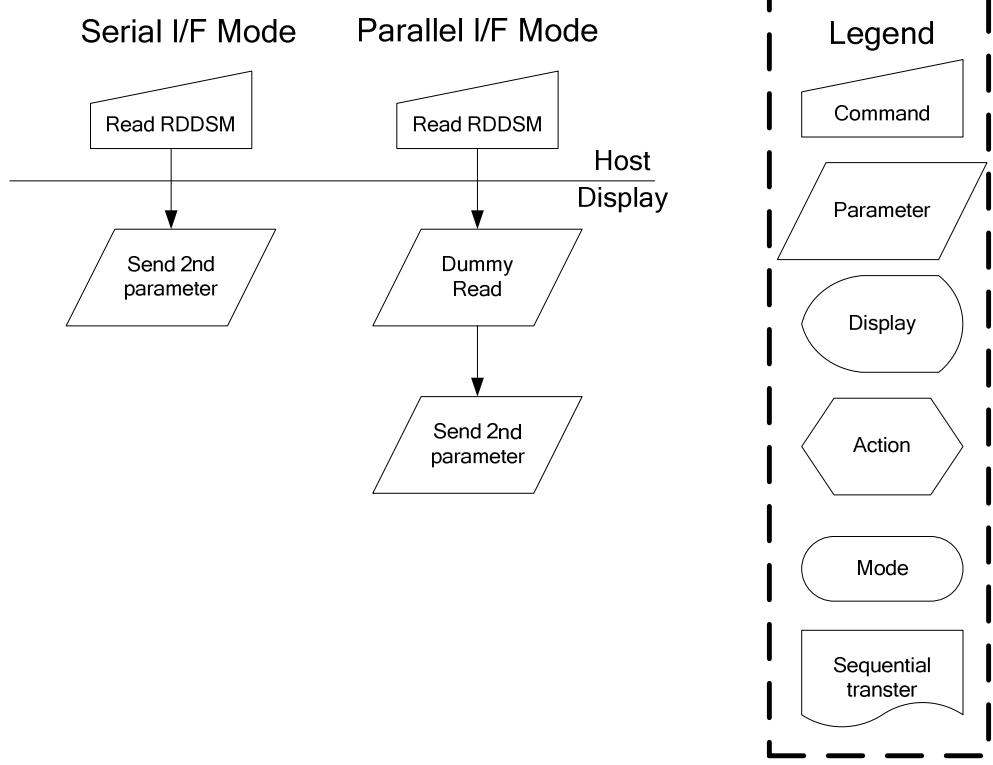 Serial I/F Mode
Parallel I/F Mode
Read RDDSM
Read RDDSM
Host
Display
Send 2nd
parameter
Dummy
Read
Send 2nd
parameter
Legend
Command
Parameter
Display
Action
Mode
Sequential
transter